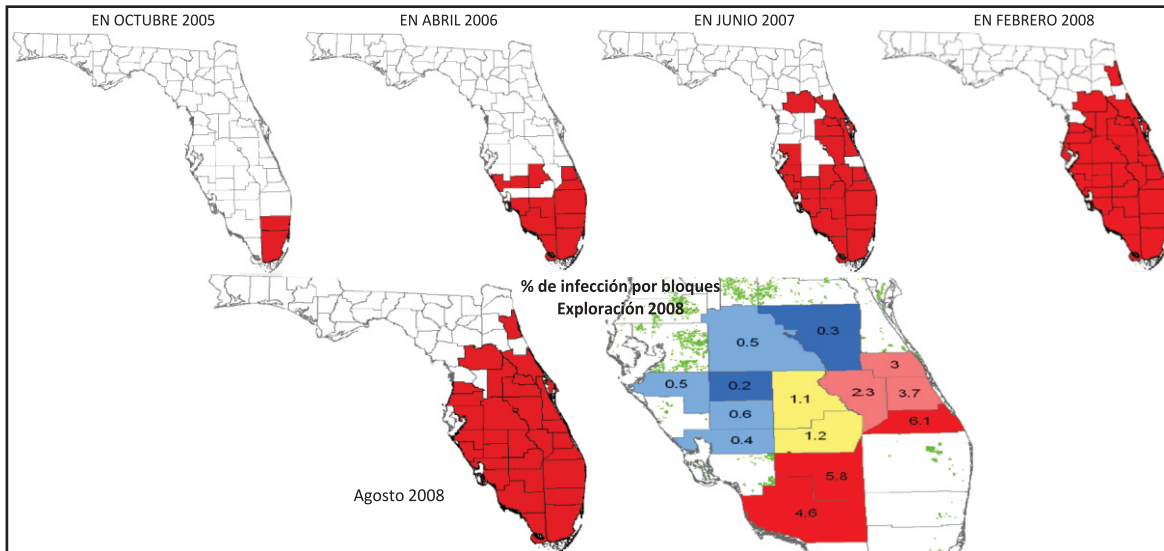 EN OCTUBRE 2005
EN ABRIL 2006
EN JUNIO 2007
EN FEBRERO 2008
% de infección por bloques
Exploración 2008
0.3
0.5
3
0.5
0.2
1.1
2.3
3.7
0.6
6.1
0.4
1.2
5.8
4.6
Agosto 2008